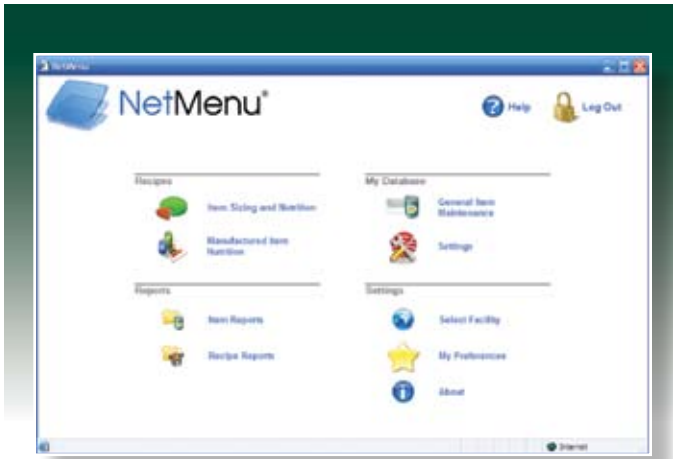 NetMenu
NetMenu®
Help
Log Out
Recipes
Item Sizing and Nutrition
Manufactured Item
Nutrition
My Database
General Item
Maintenance
Settings
Reports
Item Reports
Recipe Reports
Settings
Select Facility
My Preferences
About
Internet